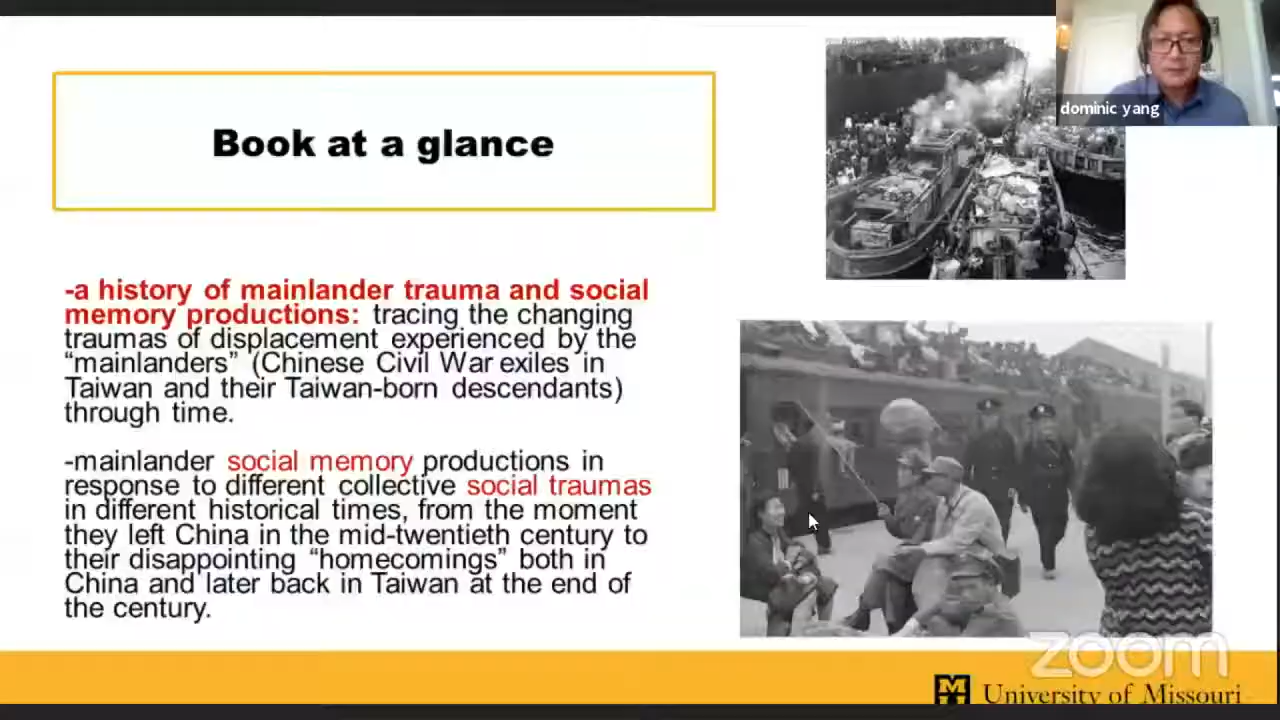 dominic yang
Book at a glance
-a history of mainlander trauma and social
memory productions: tracing the changing
traumas of displacement experienced by the
“mainlanders” (Chinese Civil War exiles in
Taiwan and their Taiwan-born descendants)
through time.
-mainlander social memory productions in
response to different collective social traumas
in different historical times, from the moment
they left China in the mid-twentieth century to
their disappointing “homecomings” both in
China and later back in Taiwan at the end of
the century.
zoom
University of Missouri